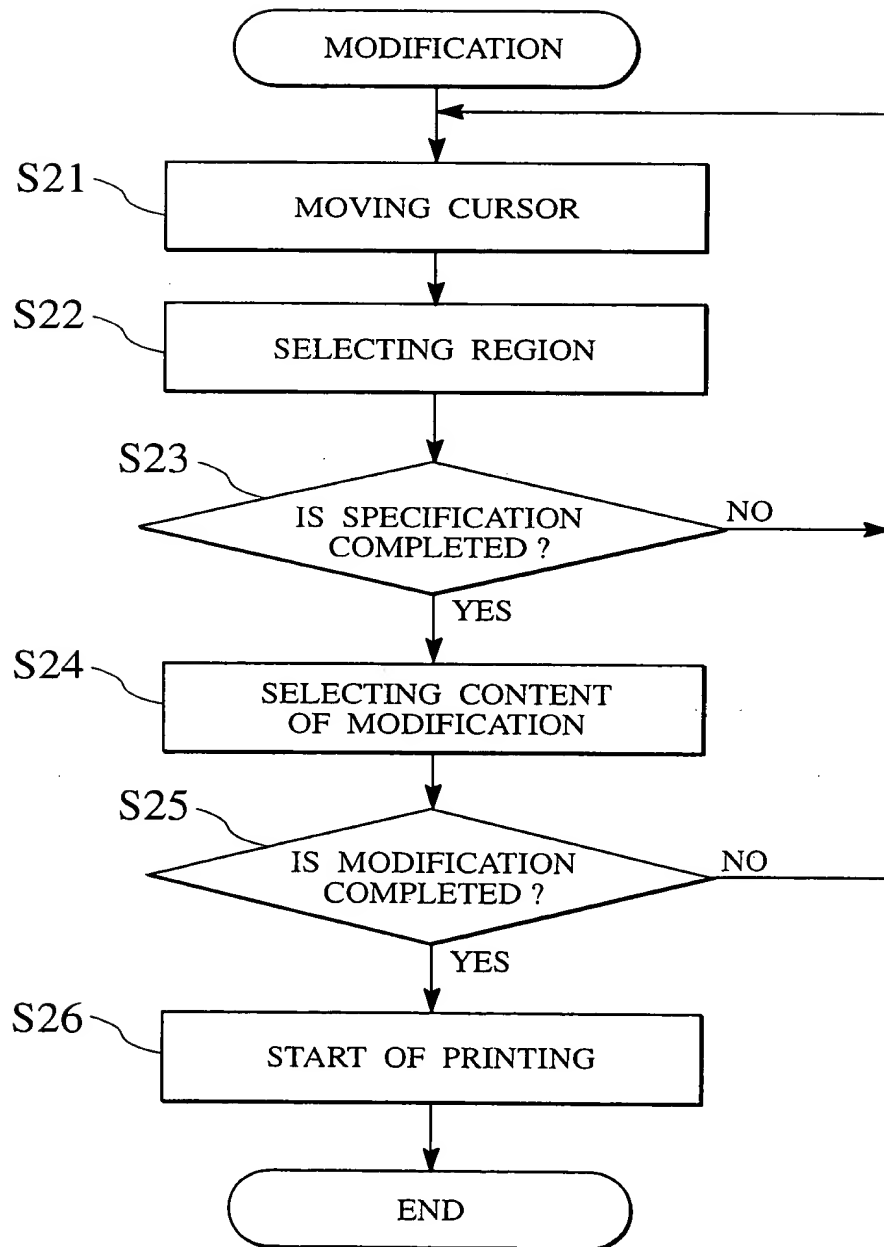 MODIFICATION
S21
MOVING CURSOR
S22
SELECTING REGION
S23
IS SPECIFICATION
COMPLETED ?
NO
YES
S24
SELECTING CONTENT
OF MODIFICATION
S25
IS MODIFICATION
COMPLETED ?
NO
YES
S26
START OF PRINTING
END